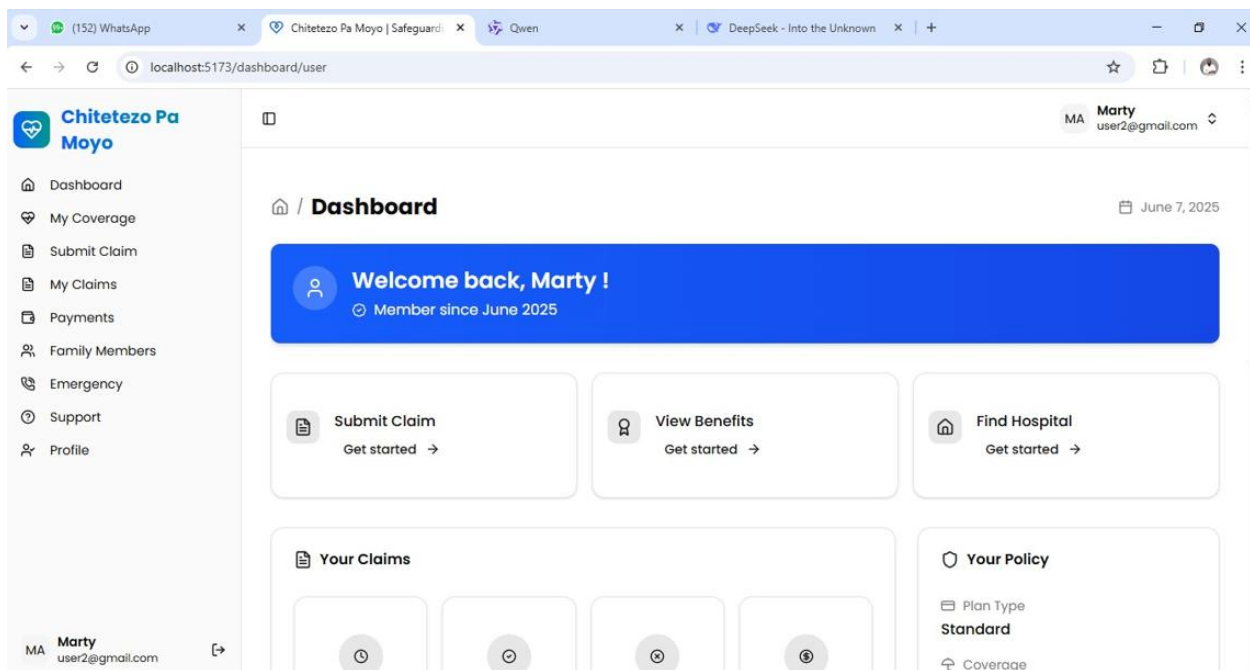 (152) WhatsApp
Chitetezo Pa Moyo | Safeguardi
Qwen
DeepSeek - Into the Unknown
localhost:5173/dashboard/user
Chitetezo Pa
Moyo
Dashboard
My Coverage
Submit Claim
My Claims
Payments
Family Members
Emergency
Support
Profile
MA
Marty
user2@gmail.com
MA
Marty
user2@gmail.com
/ Dashboard
June 7, 2025
Welcome back, Marty !
Member since June 2025
Submit Claim
Get started →
View Benefits
Get started →
Find Hospital
Get started →
Your Claims
Your Policy
Plan Type
Standard
Coverage